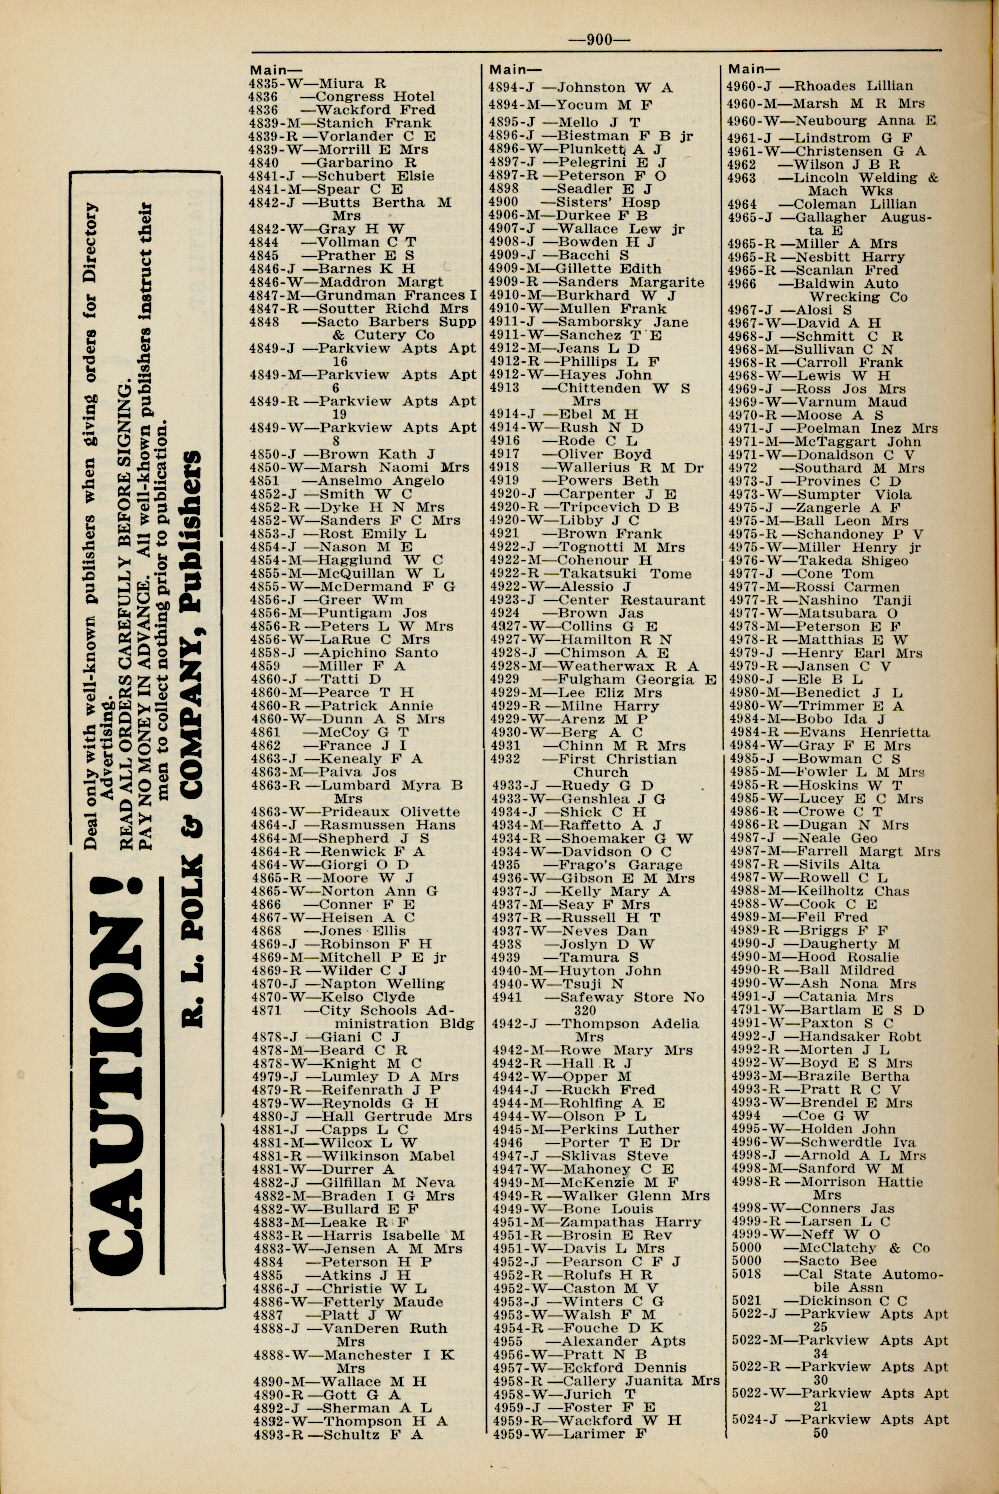 —900—
Deal only with well-known publishers when giving orders for Directory
Advertising.
READ ALL ORDERS CAREFULLY BEFORE SIGNING.
PAY NO MONEY IN ADVANCE. All well-known publishers instruct their
men to collect nothing prior to publication.
CAUTION!
R. L. POLK & COMPANY, Publishers
Main—
4835-W—Miura R
4836 —Congress Hotel
4836 —Wackford Fred
4839-M—Stanich Frank
4839-R—Vorlander C E
4839-W—Morrill E Mrs
4840 —Garbarino R
4841-J —Schubert Elsie
4841-M—Spear C E
4842-J —Butts Bertha M
Mrs
4842-W—Gray H W
4844 —Vollman C T
4845 —Prather E S
4846-J —Barnes K H
4846-W—Maddron Margt
4847-M—Grundman Frances I
4847-R—Soutter Richd Mrs
4848 —Sacto Barbers Supp
& Cutery Co
4849-J —Parkview Apts Apt
16
4849-M—Parkview Apts Apt
6
4849-R —Parkview Apts Apt
19
4849-W—Parkview Apts Apt
8
4850-J —Brown Kath J
4850-W—Marsh Naomi Mrs
4851 —Anselmo Angelo
4852-J —Smith W C
4852-R —Dyke H N Mrs
4852-W—Sanders F C Mrs
4853-J —Rost Emily L
4854-J —Nason M E
4854-M—Hagglund W C
4855-M—McQuillan W L
4855-W—McDermand F G
4856-J —Greer Wm
4856-M—Puntigam Jos
4856-R —Peters L W Mrs
4856-W—LaRue C Mrs
4858-J —Apichino Santo
4859 —Miller F A
4860-J —Tatti D
4860-M—Pearce T H
4860-R —Patrick Annie
4860-W—Dunn A S Mrs
4861 —McCoy G T
4862 —France J I
4863-J —Kenealy F A
4863-M—Paiva Jos
4863-R —Lumbard Myra B
Mrs
4863-W—Prideaux Olivette
4864-J —Rasmussen Hans
4864-M—Shepherd J S
4864-R —Renwick F A
4864-W—Giorgi O D
4865-R —Moore W J
4865-W—Norton Ann G
4866 —Conner F E
4867-W—Heisen A C
4868 —Jones Ellis
4869-J —Robinson F H
4869-M—Mitchell P E jr
4869-R —Wilder C J
4870-J —Napton Welling
4870-W—Kelso Clyde
4871 —City Schools Ad-
ministration Bldg
4878-J —Giani C J
4878-M—Beard C R
4878-W—Knight M C
4979-J —Lumley D A Mrs
4879-R —Reifenrath J P
4879-W—Reynolds G H
4880-J —Hall Gertrude Mrs
4881-J —Capps L C
4881-M—Wilcox L W
4881-R —Wilkinson Mabel
4881-W—Durrer A
4882-J —Gilfillan M Neva
4882-M—Braden I G Mrs
4882-W—Bullard E F
4883-M—Leake R F
4883-R —Harris Isabelle M
4883-W—Jensen A M Mrs
4884 —Peterson H P
4885 —Atkins J H
4886-J —Christie W L
4886-W—Fetterly Maude
4887 —Platt J W
4888-J —VanDeren Ruth
Mrs
4888-W—Manchester I K
Mrs
4890-M—Wallace M H
4890-R —Gott G A
4892-J —Sherman A L
4892-W—Thompson H A
4893-R —Schultz F A
Main—
4894-J —Johnston W A
4894-M—Yocum M F
4895-J —Mello J T
4896-J —Biestman F B jr
4896-W—Plunkett A J
4897-J —Pelegrini E J
4897-R —Peterson F O
4898 —Seadler E J
4900 —Sisters' Hosp
4906-M—Durkee F B
4907-J —Wallace Lew jr
4908-J —Bowden H J
4909-J —Bacchi S
4909-M—Gillette Edith
4909-R —Sanders Margarite
4910-M—Burkhard W J
4910-W—Mullen Frank
4911-J —Samborsky Jane
4911-W—Sanchez T E
4912-M—Jeans L D
4912-R —Phillips L F
4912-W—Hayes John
4913 —Chittenden W S
Mrs
4914-J —Ebel M H
4914-W—Rush N D
4916 —Rode C L
4917 —Oliver Boyd
4918 —Wallerius R M Dr
4919 —Powers Beth
4920-J —Carpenter J E
4920-R —Tripcevich D B
4920-W—Libby J C
4921 —Brown Frank
4922-J —Tognotti M Mrs
4922-M—Cohenour H
4922-R —Takatsuki Tome
4922-W—Alessio J
4923-J —Center Restaurant
4924 —Brown Jas
4927-W—Collins G E
4927-W—Hamilton R N
4928-J —Chimson A E
4928-M—Weatherwax R A
4929 —Fulgham Georgia E
4929-M—Lee Eliz Mrs
4929-R —Milne Harry
4929-W—Arenz M P
4930-W—Berg A C
4931 —Chinn M R Mrs
4932 —First Christian
Church
4933-J —Ruedy G D
4933-W—Genshlea J G
4934-J —Shick C H
4934-M—Raffetto A J
4934-R —Shoemaker G W
4934-W—Davidson O C
4935 —Frago's Garage
4936-W—Gibson E M Mrs
4937-J —Kelly Mary A
4937-M—Seay F Mrs
4937-R —Russell H T
4937-W—Neves Dan
4938 —Joslyn D W
4939 —Tamura S
4940-M—Huyton John
4940-W—Tsuji N
4941 —Safeway Store No
320
4942-J —Thompson Adelia
Mrs
4942-M—Rowe Mary Mrs
4942-R —Hall R J
4942-W—Opper M
4944-J —Ruckh Fred
4944-M—Rohlfing A E
4944-W—Olson P L
4945-M—Perkins Luther
4946 —Porter T E Dr
4947-J —Sklivas Steve
4947-W—Mahoney C E
4949-M—McKenzie M F
4949-R —Walker Glenn Mrs
4949-W—Bone Louis
4951-M—Zampathas Harry
4951-R —Brosin E Rev
4951-W—Davis L Mrs
4952-J —Pearson C F J
4952-R —Rolufs H R
4952-W—Caston M V
4953-J —Winters C G
4953-W—Walsh F M
4954-R —Fouche D K
4955 —Alexander Apts
4956-W—Pratt N B
4957-W—Eckford Dennis
4958-R —Callery Juanita Mrs
4958-W—Jurich T
4959-J —Foster F E
4959-R—Wackford W H
4959-W—Larimer F
Main—
4960-J —Rhoades Lillian
4960-M—Marsh M R Mrs
4960-W—Neubourg Anna E
4961-J —Lindstrom G F
4961-W—Christensen G A
4962 —Wilson J B R
4963 —Lincoln Welding &
Mach Wks
4964 —Coleman Lillian
4965-J —Gallagher Augus-
ta E
4965-R —Miller A Mrs
4965-R —Nesbitt Harry
4965-R —Scanlan Fred
4966 —Baldwin Auto
Wrecking Co
4967-J —Alosi S
4967-W—David A H
4968-J —Schmitt C R
4968-M—Sullivan C N
4968-R —Carroll Frank
4968-W—Lewis W H
4969-J —Ross Jos Mrs
4969-W—Varnum Maud
4970-R —Moose A S
4971-J —Poelman Inez Mrs
4971-M—McTaggart John
4971-W—Donaldson C V
4972 —Southard M Mrs
4973-J —Provines C D
4973-W—Sumpter Viola
4975-J —Zangerle A F
4975-M—Ball Leon Mrs
4975-R —Schandoney P V
4975-W—Miller Henry jr
4976-W—Takeda Shigeo
4977-J —Cone Tom
4977-M—Rossi Carmen
4977-R —Nashino Tanji
4977-W—Matsubara O
4978-M—Peterson E F
4978-R —Matthias E W
4979-J —Henry Earl Mrs
4979-R —Jansen C V
4980-J —Ele B L
4980-M—Benedict J L
4980-W—Trimmer E A
4984-M—Bobo Ida J
4984-R —Evans Henrietta
4984-W—Gray F E Mrs
4985-J —Bowman C S
4985-M—Fowler L M Mrs
4985-R —Hoskins W T
4985-W—Lucey E C Mrs
4986-R —Crowe C T
4986-R —Dugan N Mrs
4987-J —Neale Geo
4987-M—Farrell Margt Mrs
4987-R —Sivils Alta
4987-W—Rowell C L
4988-M—Keilholtz Chas
4988-W—Cook C E
4989-M—Feil Fred
4989-R —Briggs F F
4990-J —Daugherty M
4990-M—Hood Rosalie
4990-R —Ball Mildred
4990-W—Ash Nona Mrs
4991-J —Catania Mrs
4791-W—Bartlam E S D
4991-W—Paxton S C
4992-J —Handsaker Robt
4992-R —Morten J L
4992-W—Boyd E S Mrs
4993-M—Brazile Bertha
4993-R —Pratt R C V
4993-W—Brendel E Mrs
4994 —Coe G W
4995-W—Holden John
4996-W—Schwerdtle Iva
4998-J —Arnold A L Mrs
4998-M—Sanford W M
4998-R —Morrison Hattie
Mrs
4998-W—Conners Jas
4999-R —Larsen L C
4999-W—Neff W O
5000 —McClatchy & Co
5000 —Sacto Bee
5018 —Cal State Automo-
bile Assn
5021 —Dickinson C C
5022-J —Parkview Apts Apt
25
5022-M—Parkview Apts Apt
34
5022-R —Parkview Apts Apt
30
5022-W—Parkview Apts Apt
21
5024-J —Parkview Apts Apt
50